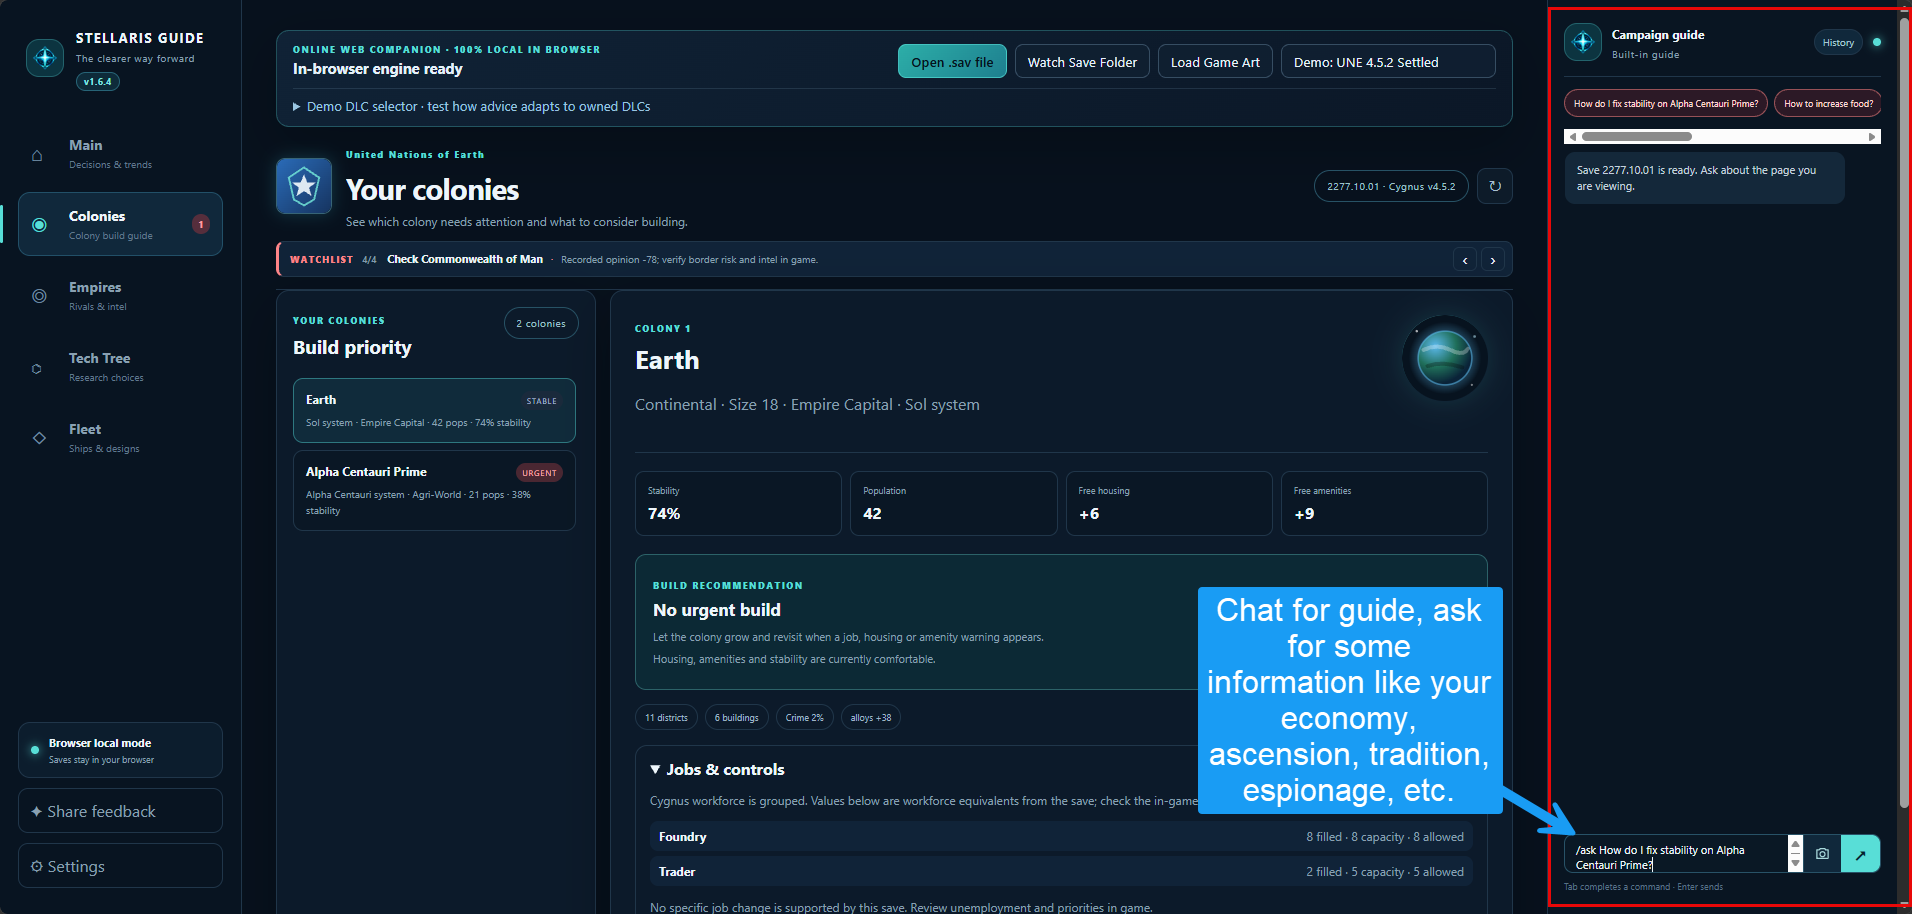 STELLARIS GUIDE
The clearer way forward
v1.6.4
Main
Decisions & trends
Colonies
Colony build guide
1
Empires
Rivals & intel
Tech Tree
Research choices
Fleet
Ships & designs
Browser local mode
Saves stay in your browser
Share feedback
Settings
ONLINE WEB COMPANION · 100% LOCAL IN BROWSER
In-browser engine ready
Open .sav file
Watch Save Folder
Load Game Art
Demo: UNE 4.5.2 Settled
Demo DLC selector · test how advice adapts to owned DLCs
United Nations of Earth
Your colonies
See which colony needs attention and what to consider building.
2277.10.01 · Cygnus v4.5.2
WATCHLIST 4/4 Check Commonwealth of Man · Recorded opinion -78; verify border risk and intel in game.
YOUR COLONIES
Build priority
2 colonies
Earth
STABLE
Sol system · Empire Capital · 42 pops · 74% stability
Alpha Centauri Prime
URGENT
Alpha Centauri system · Agri-World · 21 pops · 38%
stability
COLONY 1
Earth
Continental · Size 18 · Empire Capital · Sol system
Stability
74%
Population
42
Free housing
+6
Free amenities
+9
BUILD RECOMMENDATION
No urgent build
Let the colony grow and revisit when a job, housing or amenity warning appears.
Housing, amenities and stability are currently comfortable.
11 districts
6 buildings
Crime 2%
alloys +38
Jobs & controls
Cygnus workforce is grouped. Values below are workforce equivalents from the save; check the in-game
Foundry
8 filled · 8 capacity · 8 allowed
Trader
2 filled · 5 capacity · 5 allowed
No specific job change is supported by this save. Review unemployment and priorities in game.
Chat for guide, ask
for some
information like your
economy,
ascension, tradition,
espionage, etc.
Campaign guide
Built-in guide
History
How do I fix stability on Alpha Centauri Prime?
How to increase food?
Save 2277.10.01 is ready. Ask about the page you
are viewing.
/ask How do I fix stability on Alpha
Centauri Prime?
Tab completes a command · Enter sends